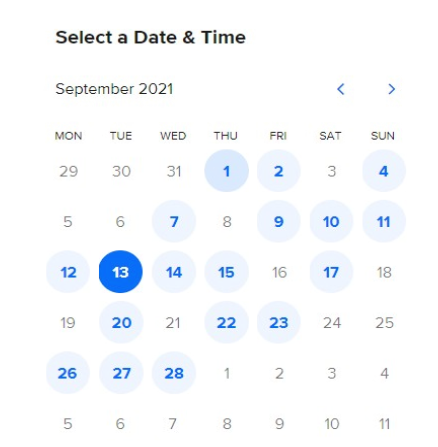 Select a Date & Time
September 2021
MON TUE WED THU FRI SAT SUN
29 30 31 1 2 3 4
5 6 7 8 9 10 11
12 13 14 15 16 17 18
19 20 21 22 23 24 25
26 27 28 1 2 3 4
5 6 7 8 9 10 11